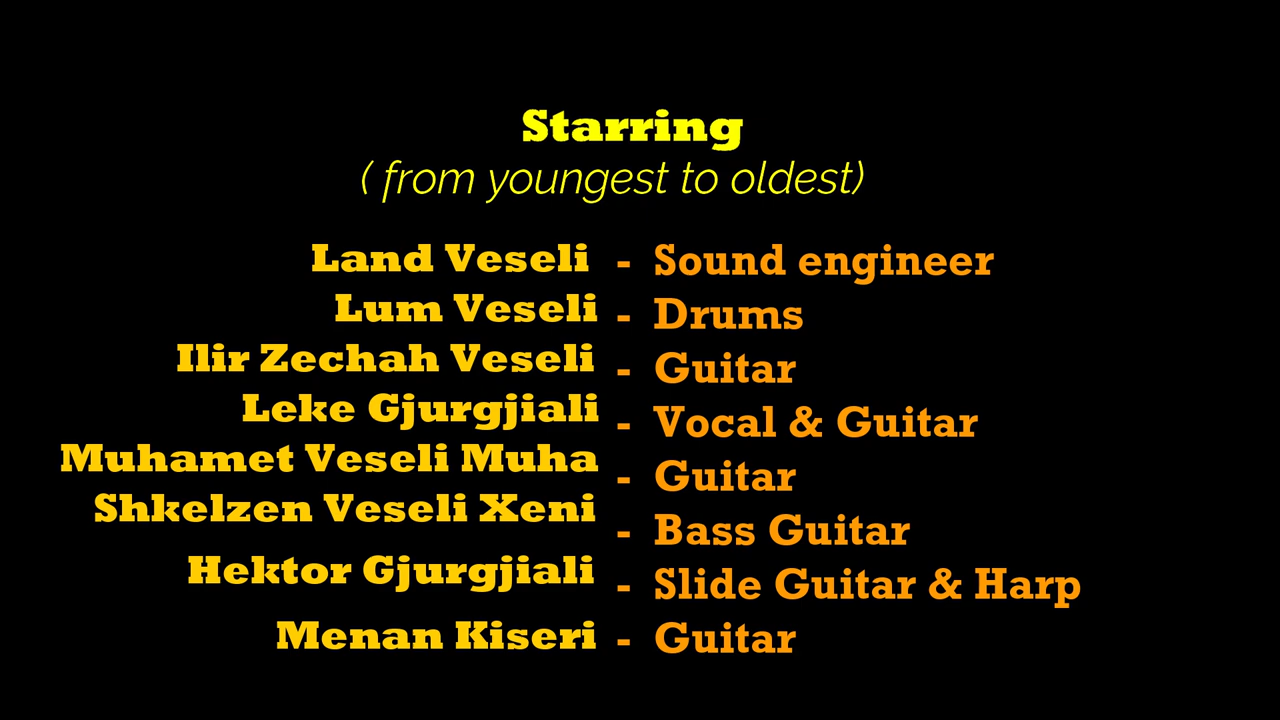 Starring
( from youngest to oldest)
Land Veseli - Sound engineer
Lum Veseli - Drums
Ilir Zechah Veseli - Guitar
Leke Gjurgjiali - Vocal & Guitar
Muhamet Veseli Muha - Guitar
Shkelzen Veseli Xeni - Bass Guitar
Hektor Gjurgjiali - Slide Guitar & Harp
Menan Kiseri - Guitar